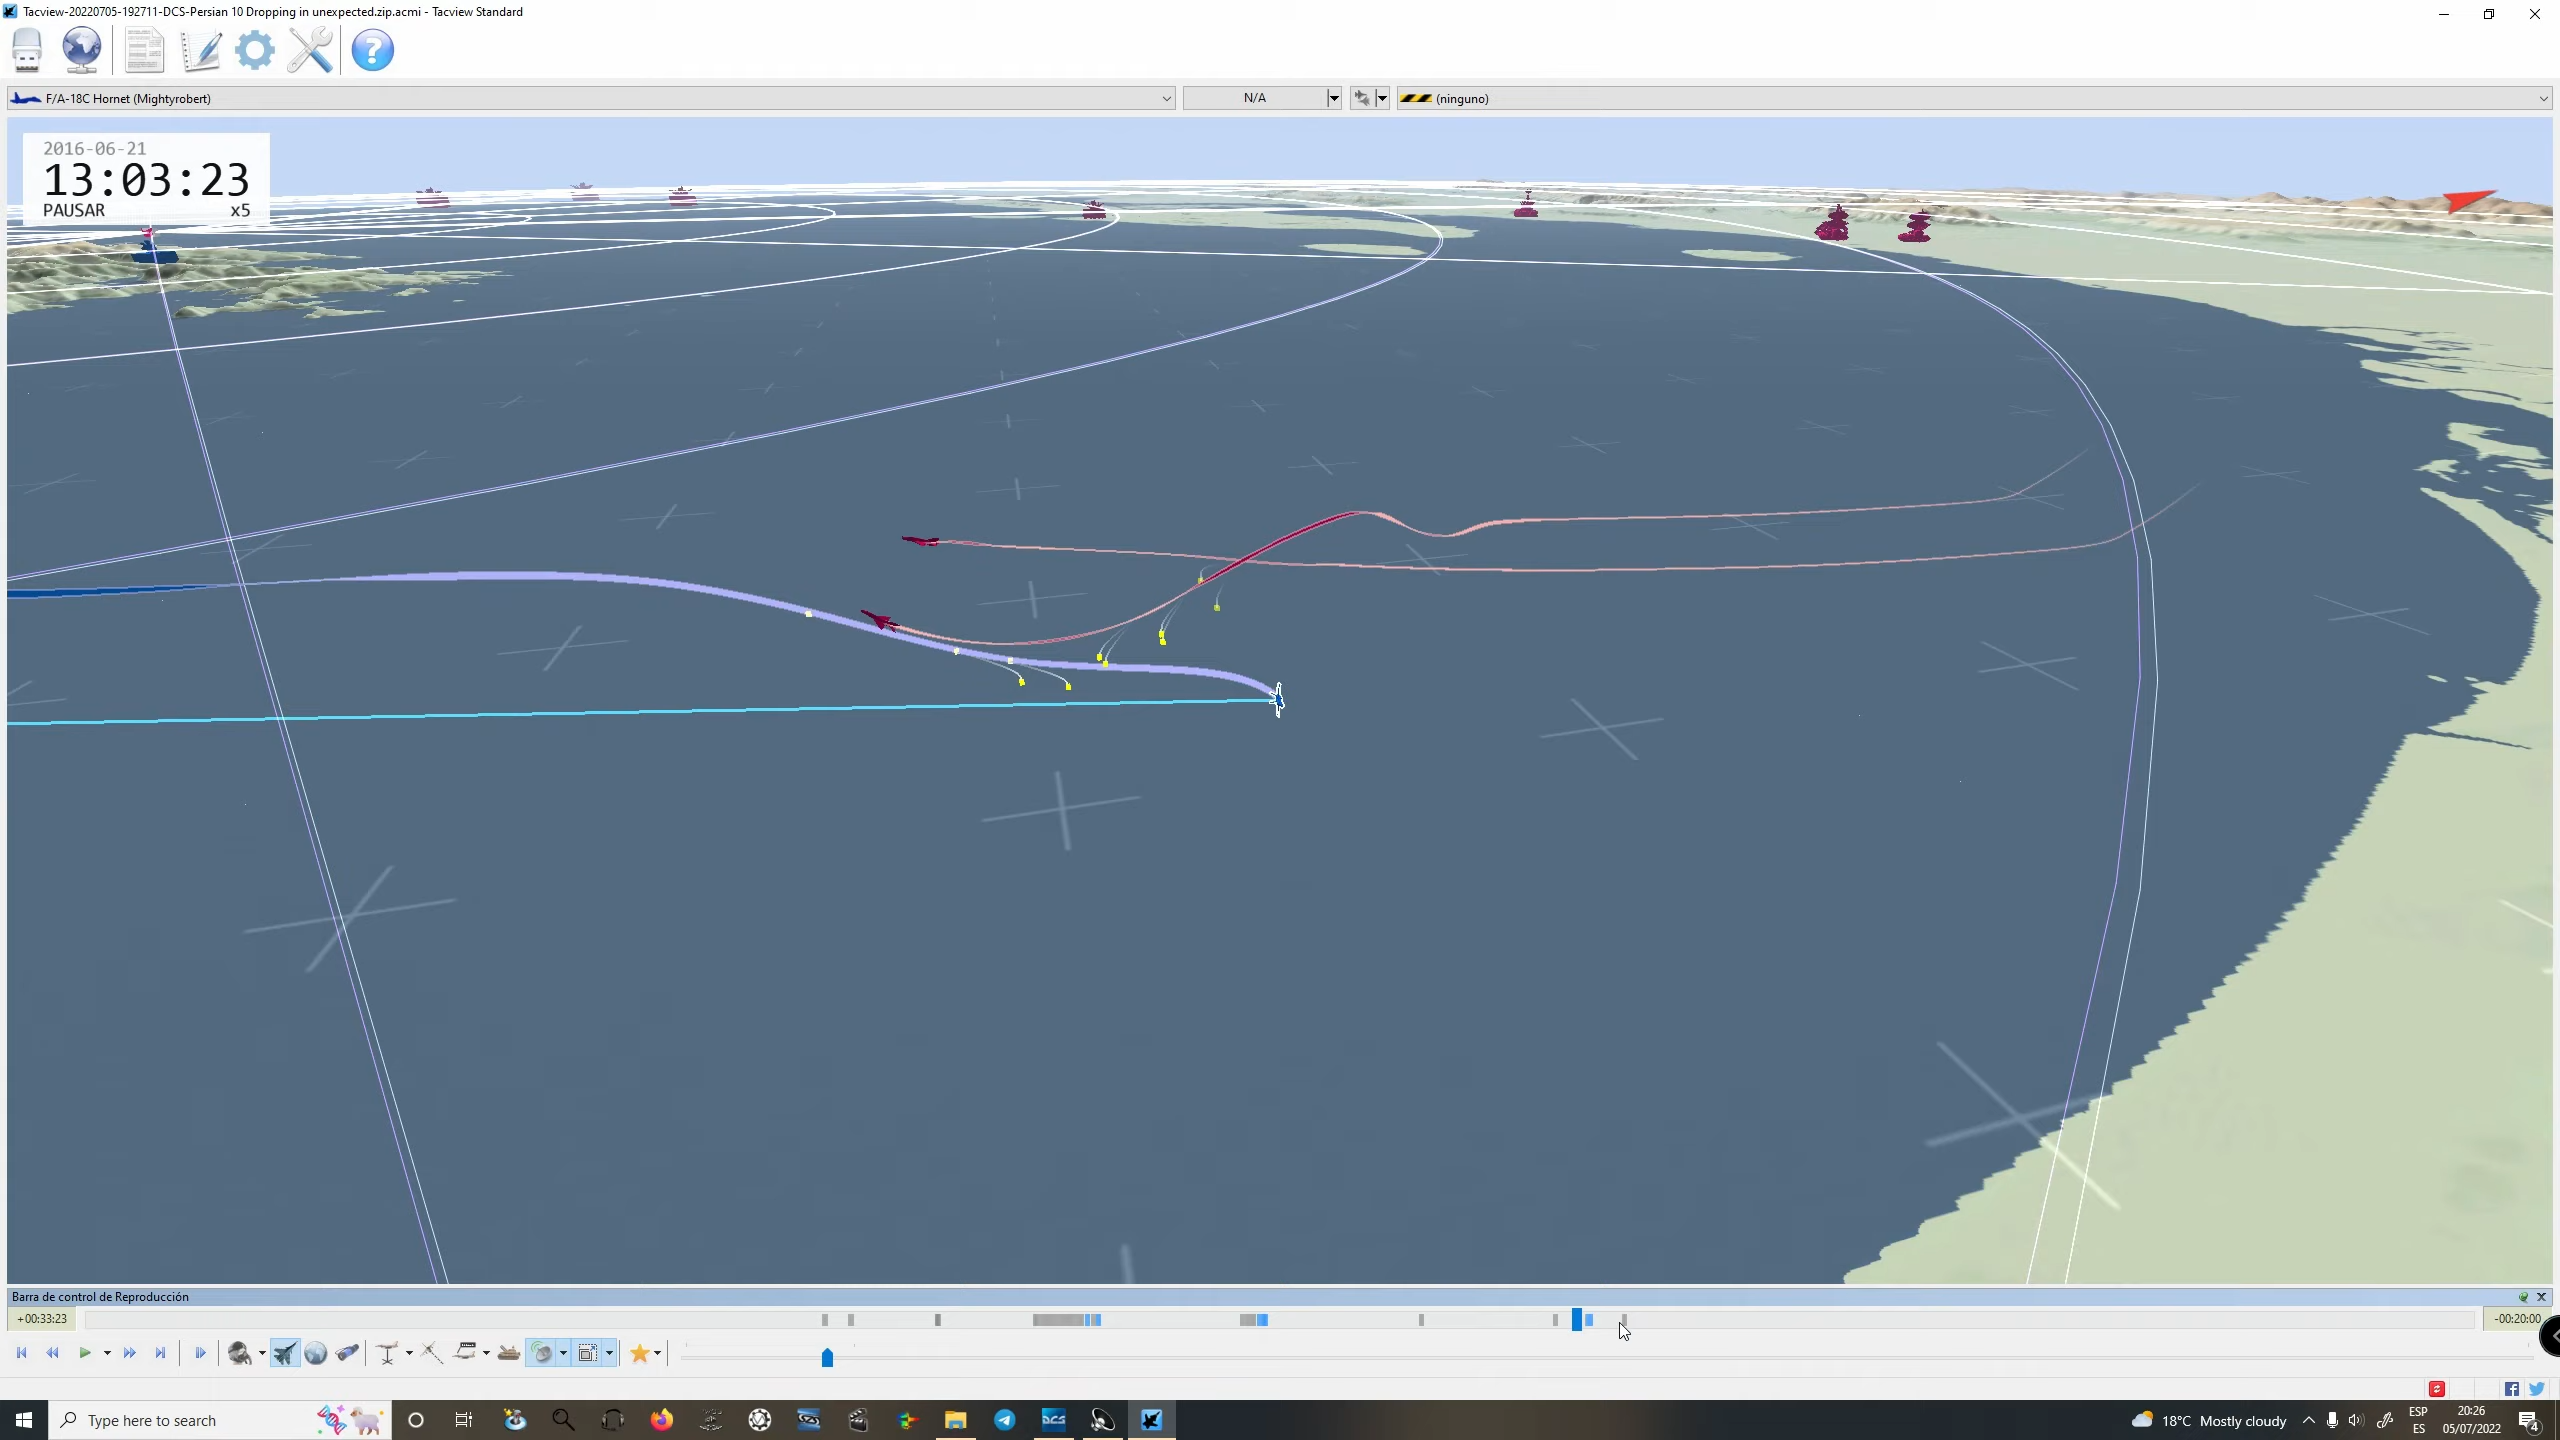 Tacview-20220705-192711-DCS-Persian 10 Dropping in unexpected.zip.acmi - Tacview Standard
F/A-18C Hornet (Mightyrobert)
N/A
(ninguno)
2016-06-21
13:03:23
PAUSAR x5
Barra de control de Reproducción
+00:33:23
-00:20:00
Type here to search
DCS
18°C Mostly cloudy
ESP
ES
20:26
05/07/2022
4